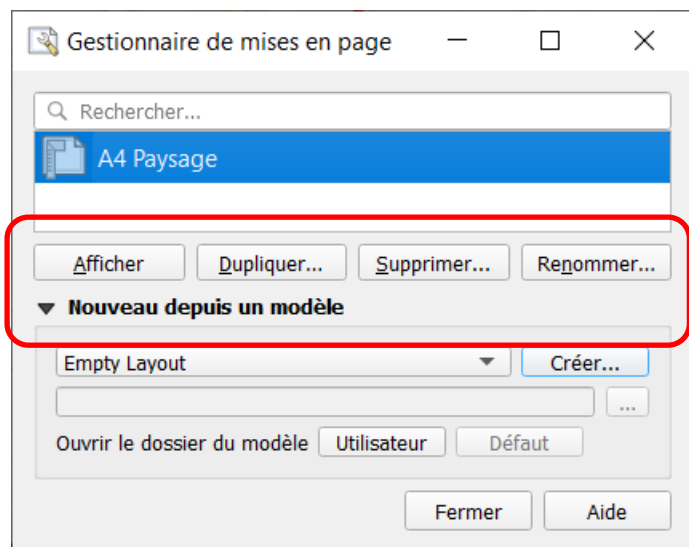 Gestionnaire de mises en page
Rechercher...
A4 Paysage
Afficher Dupliquer... Supprimer... Renommer...
Nouveau depuis un modèle
Empty Layout Créer...
...
Ouvrir le dossier du modèle Utilisateur Défaut
Fermer Aide